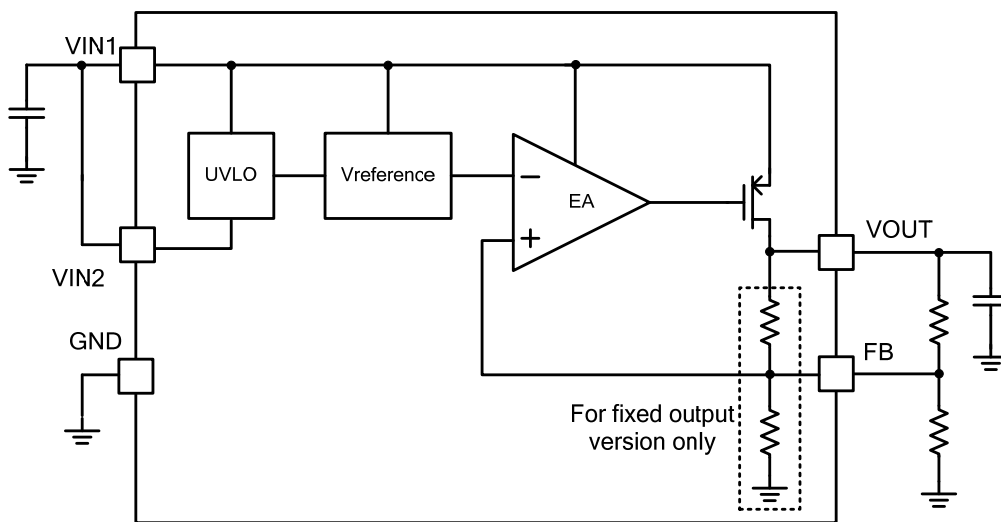 VIN1
UVLO
Vreference
−
EA
+
VOUT
VIN2
GND
FB
For fixed output
version only